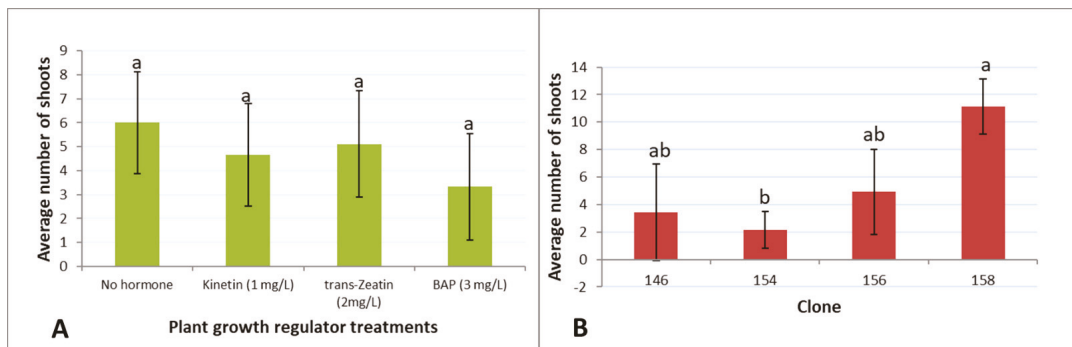 Average number of shoots
9
8
7
6
5
4
3
2
1
0
a
a
a
a
No hormone
Kinetin (1 mg/L)
trans-Zeatin
(2mg/L)
BAP (3 mg/L)
Plant growth regulator treatments
A
Average number of shoots
14
12
10
8
6
4
2
0
-2
ab
b
ab
a
146
154
156
158
Clone
B